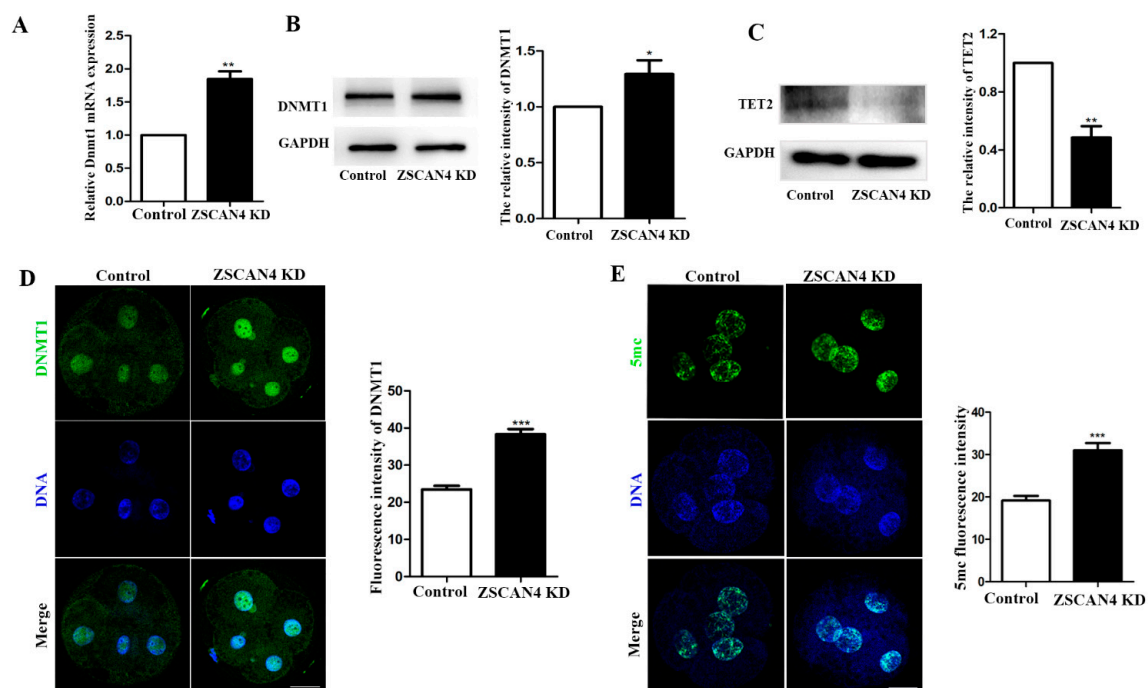 A
Relative Dnmt1 mRNA expression
2.5
2.0
1.5
1.0
0.5
0.0
**
Control
ZSCAN4 KD
B
DNMT1
GAPDH
Control
ZSCAN4 KD
The relative intensity of DNMT1
1.5
1.0
0.5
0.0
*
Control
ZSCAN4 KD
C
TET2
GAPDH
Control
ZSCAN4 KD
The relative intensity of TET2
1.2
0.8
0.4
0.0
**
Control
ZSCAN4 KD
D
Control
ZSCAN4 KD
DNMT1
DNA
Merge
Fluorescence intensity of DNMT1
50
40
30
20
10
0
***
Control
ZSCAN4 KD
E
Control
ZSCAN4 KD
5mc
DNA
Merge
5mc fluorescence intensity
40
30
20
10
0
***
Control
ZSCAN4 KD